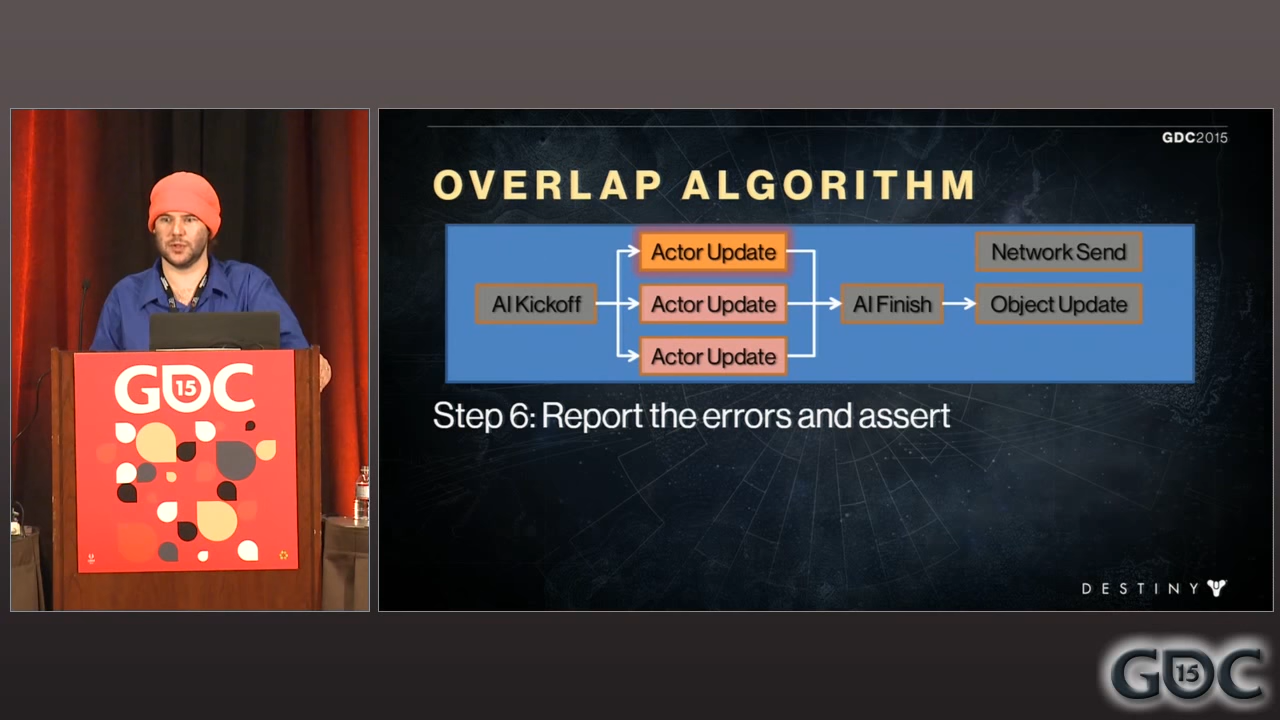 GDC
15
GDC2015
OVERLAP ALGORITHM
Actor Update
Network Send
AI Kickoff
Actor Update
AI Finish
Object Update
Actor Update
Step 6: Report the errors and assert
DESTINY
GDC
15